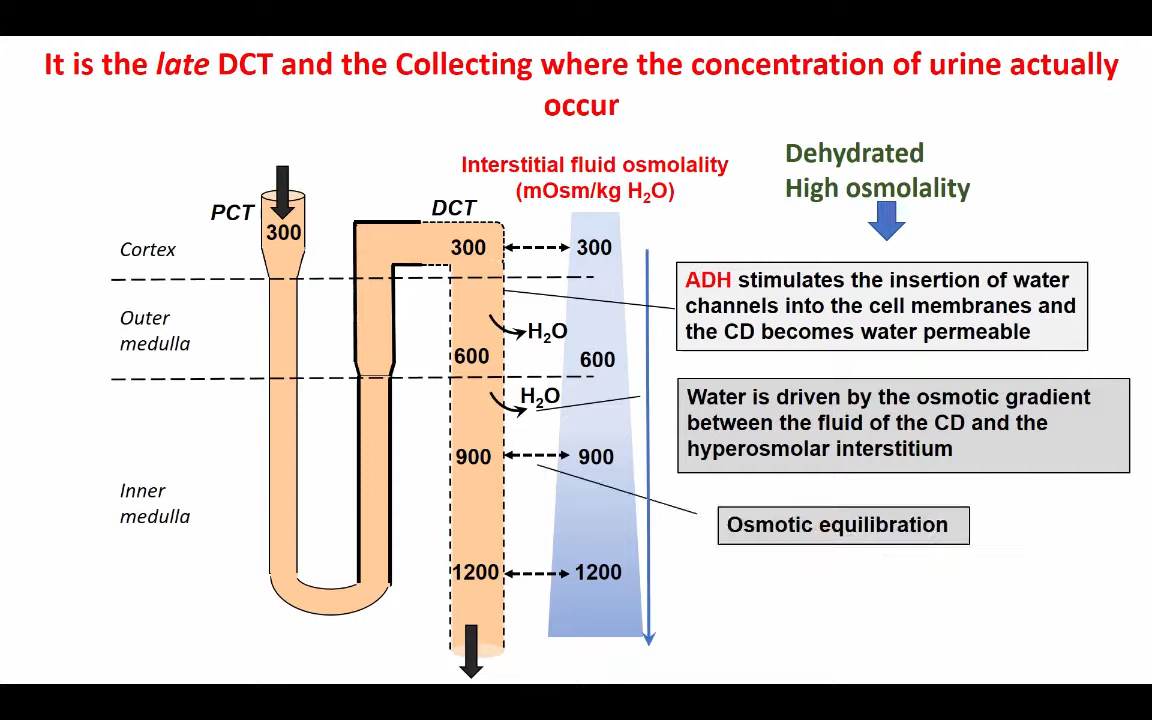 It is the late DCT and the Collecting where the concentration of urine actually
occur
Interstitial fluid osmolality
(mOsm/kg H₂O)
Dehydrated
High osmolality
PCT
DCT
300
Cortex
300
300
ADH stimulates the insertion of water
channels into the cell membranes and
the CD becomes water permeable
Outer
medulla
H₂O
600
600
H₂O
Water is driven by the osmotic gradient
between the fluid of the CD and the
hyperosmolar interstitium
900
900
Inner
medulla
Osmotic equilibration
1200
1200